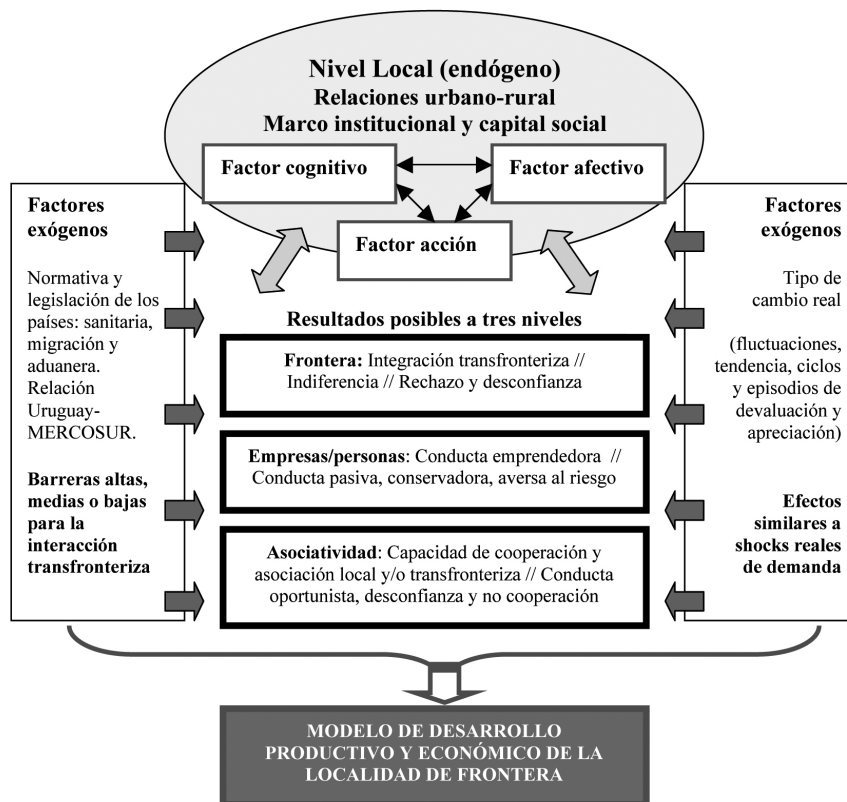 Nivel Local (endógeno)
Relaciones urbano-rural
Marco institucional y capital social
Factor cognitivo
Factor afectivo
Factor acción
Factores
exógenos
Normativa y
legislación de los
países: sanitaria,
migración y
aduanera.
Relación
Uruguay-
MERCOSUR.
Barreras altas,
medias o bajas
para la
interacción
transfronteriza
Resultados posibles a tres niveles
Frontera: Integración transfronteriza //
Indiferencia // Rechazo y desconfianza
Empresas/personas: Conducta emprendedora //
Conducta pasiva, conservadora, aversa al riesgo
Asociatividad: Capacidad de cooperación y
asociación local y/o transfronteriza // Conducta
oportunista, desconfianza y no cooperación
Factores
exógenos
Tipo de
cambio real
(fluctuaciones,
tendencia, ciclos
y episodios de
devaluación y
apreciación)
Efectos
similares a
shocks reales
de demanda
MODELO DE DESARROLLO
PRODUCTIVO Y ECONÓMICO DE LA
LOCALIDAD DE FRONTERA